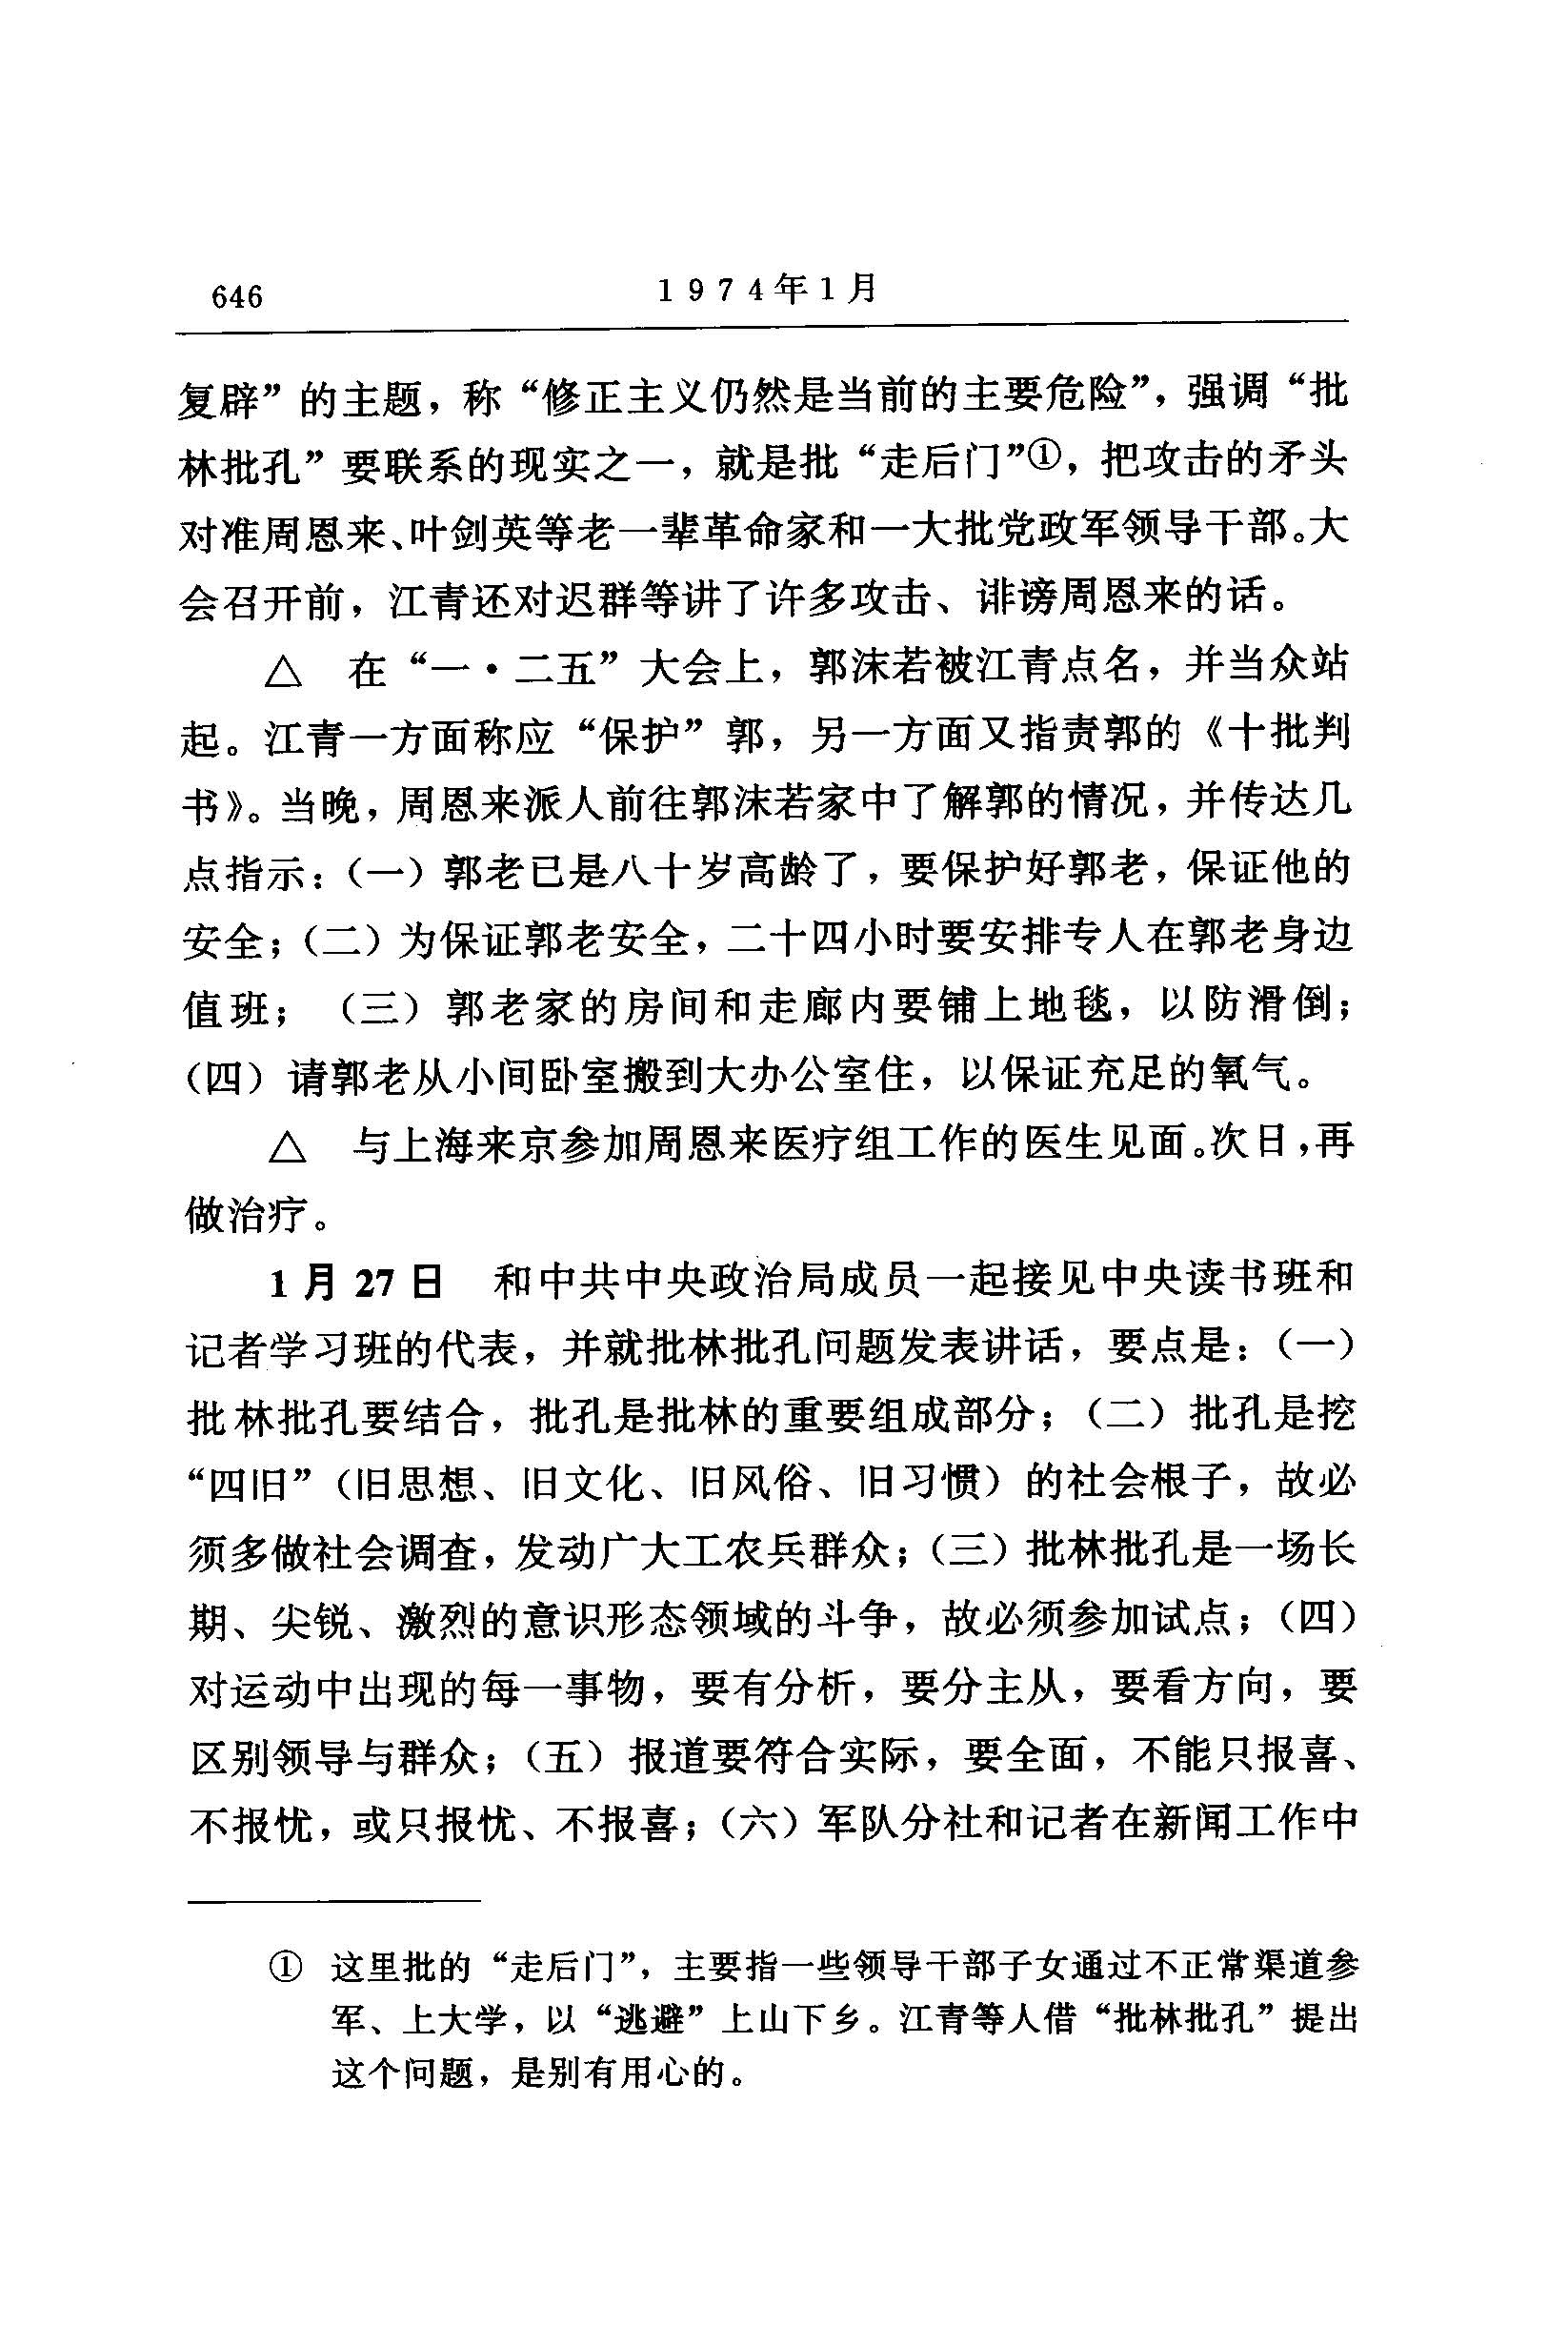 646
1974年1月
复辟”的主题，称“修正主义仍然是当前的主要危险”，强调“批
林批孔”要联系的现实之一，就是批“走后门”①，把攻击的矛头
对准周恩来、叶剑英等老一辈革命家和一大批党政军领导干部。大
会召开前，江青还对迟群等讲了许多攻击、诽谤周恩来的话。
△　在“一·二五”大会上，郭沫若被江青点名，并当众站
起。江青一方面称应“保护”郭，另一方面又指责郭的《十批判
书》。当晚，周恩来派人前往郭沫若家中了解郭的情况，并传达几
点指示：（一）郭老已是八十岁高龄了，要保护好郭老，保证他的
安全；（二）为保证郭老安全，二十四小时要安排专人在郭老身边
值班；（三）郭老家的房间和走廊内要铺上地毯，以防滑倒；
（四）请郭老从小间卧室搬到大办公室住，以保证充足的氧气。
△　与上海来京参加周恩来医疗组工作的医生见面。次日，再
做治疗。
1月27日　和中共中央政治局成员一起接见中央读书班和
记者学习班的代表，并就批林批孔问题发表讲话，要点是：（一）
批林批孔要结合，批孔是批林的重要组成部分；（二）批孔是挖
“四旧”（旧思想、旧文化、旧风俗、旧习惯）的社会根子，故必
须多做社会调查，发动广大工农兵群众；（三）批林批孔是一场长
期、尖锐、激烈的意识形态领域的斗争，故必须参加试点；（四）
对运动中出现的每一事物，要有分析，要分主从，要看方向，要
区别领导与群众；（五）报道要符合实际，要全面，不能只报喜、
不报忧，或只报忧、不报喜；（六）军队分社和记者在新闻工作中
①　这里批的“走后门”，主要指一些领导干部子女通过不正常渠道参
军、上大学，以“逃避”上山下乡。江青等人借“批林批孔”提出
这个问题，是别有用心的。